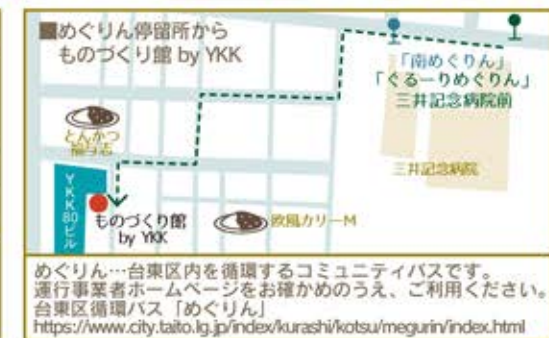 ■めぐりん停留所から
ものづくり館 by YKK
「南めぐりん」
「ぐるーりめぐりん」
三井記念病院前
とんかつ
三井記念病院
YKK80ビル
ものづくり館
by YKK
欧風カリーM
めぐりん…台東区内を循環するコミュニティバスです。
運行事業者ホームページをお確かめのうえ、ご利用ください。
台東区循環バス「めぐりん」
https://www.city.taito.lg.jp/index/kurashi/kotsu/megurin/index.html